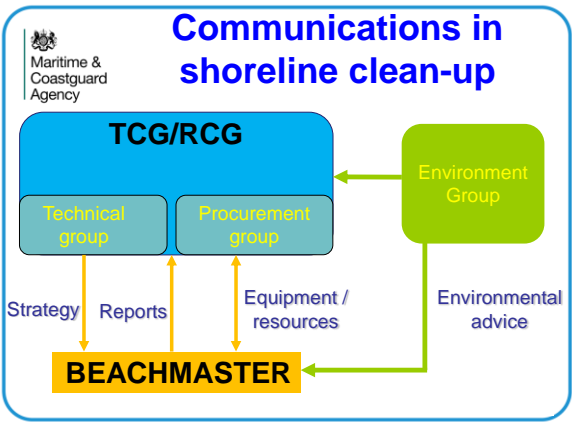 Maritime &
Coastguard
Agency
Communications in
shoreline clean-up
TCG/RCG
Technical
group
Procurement
group
Environment
Group
Strategy
Reports
Equipment /
resources
Environmental
advice
BEACHMASTER